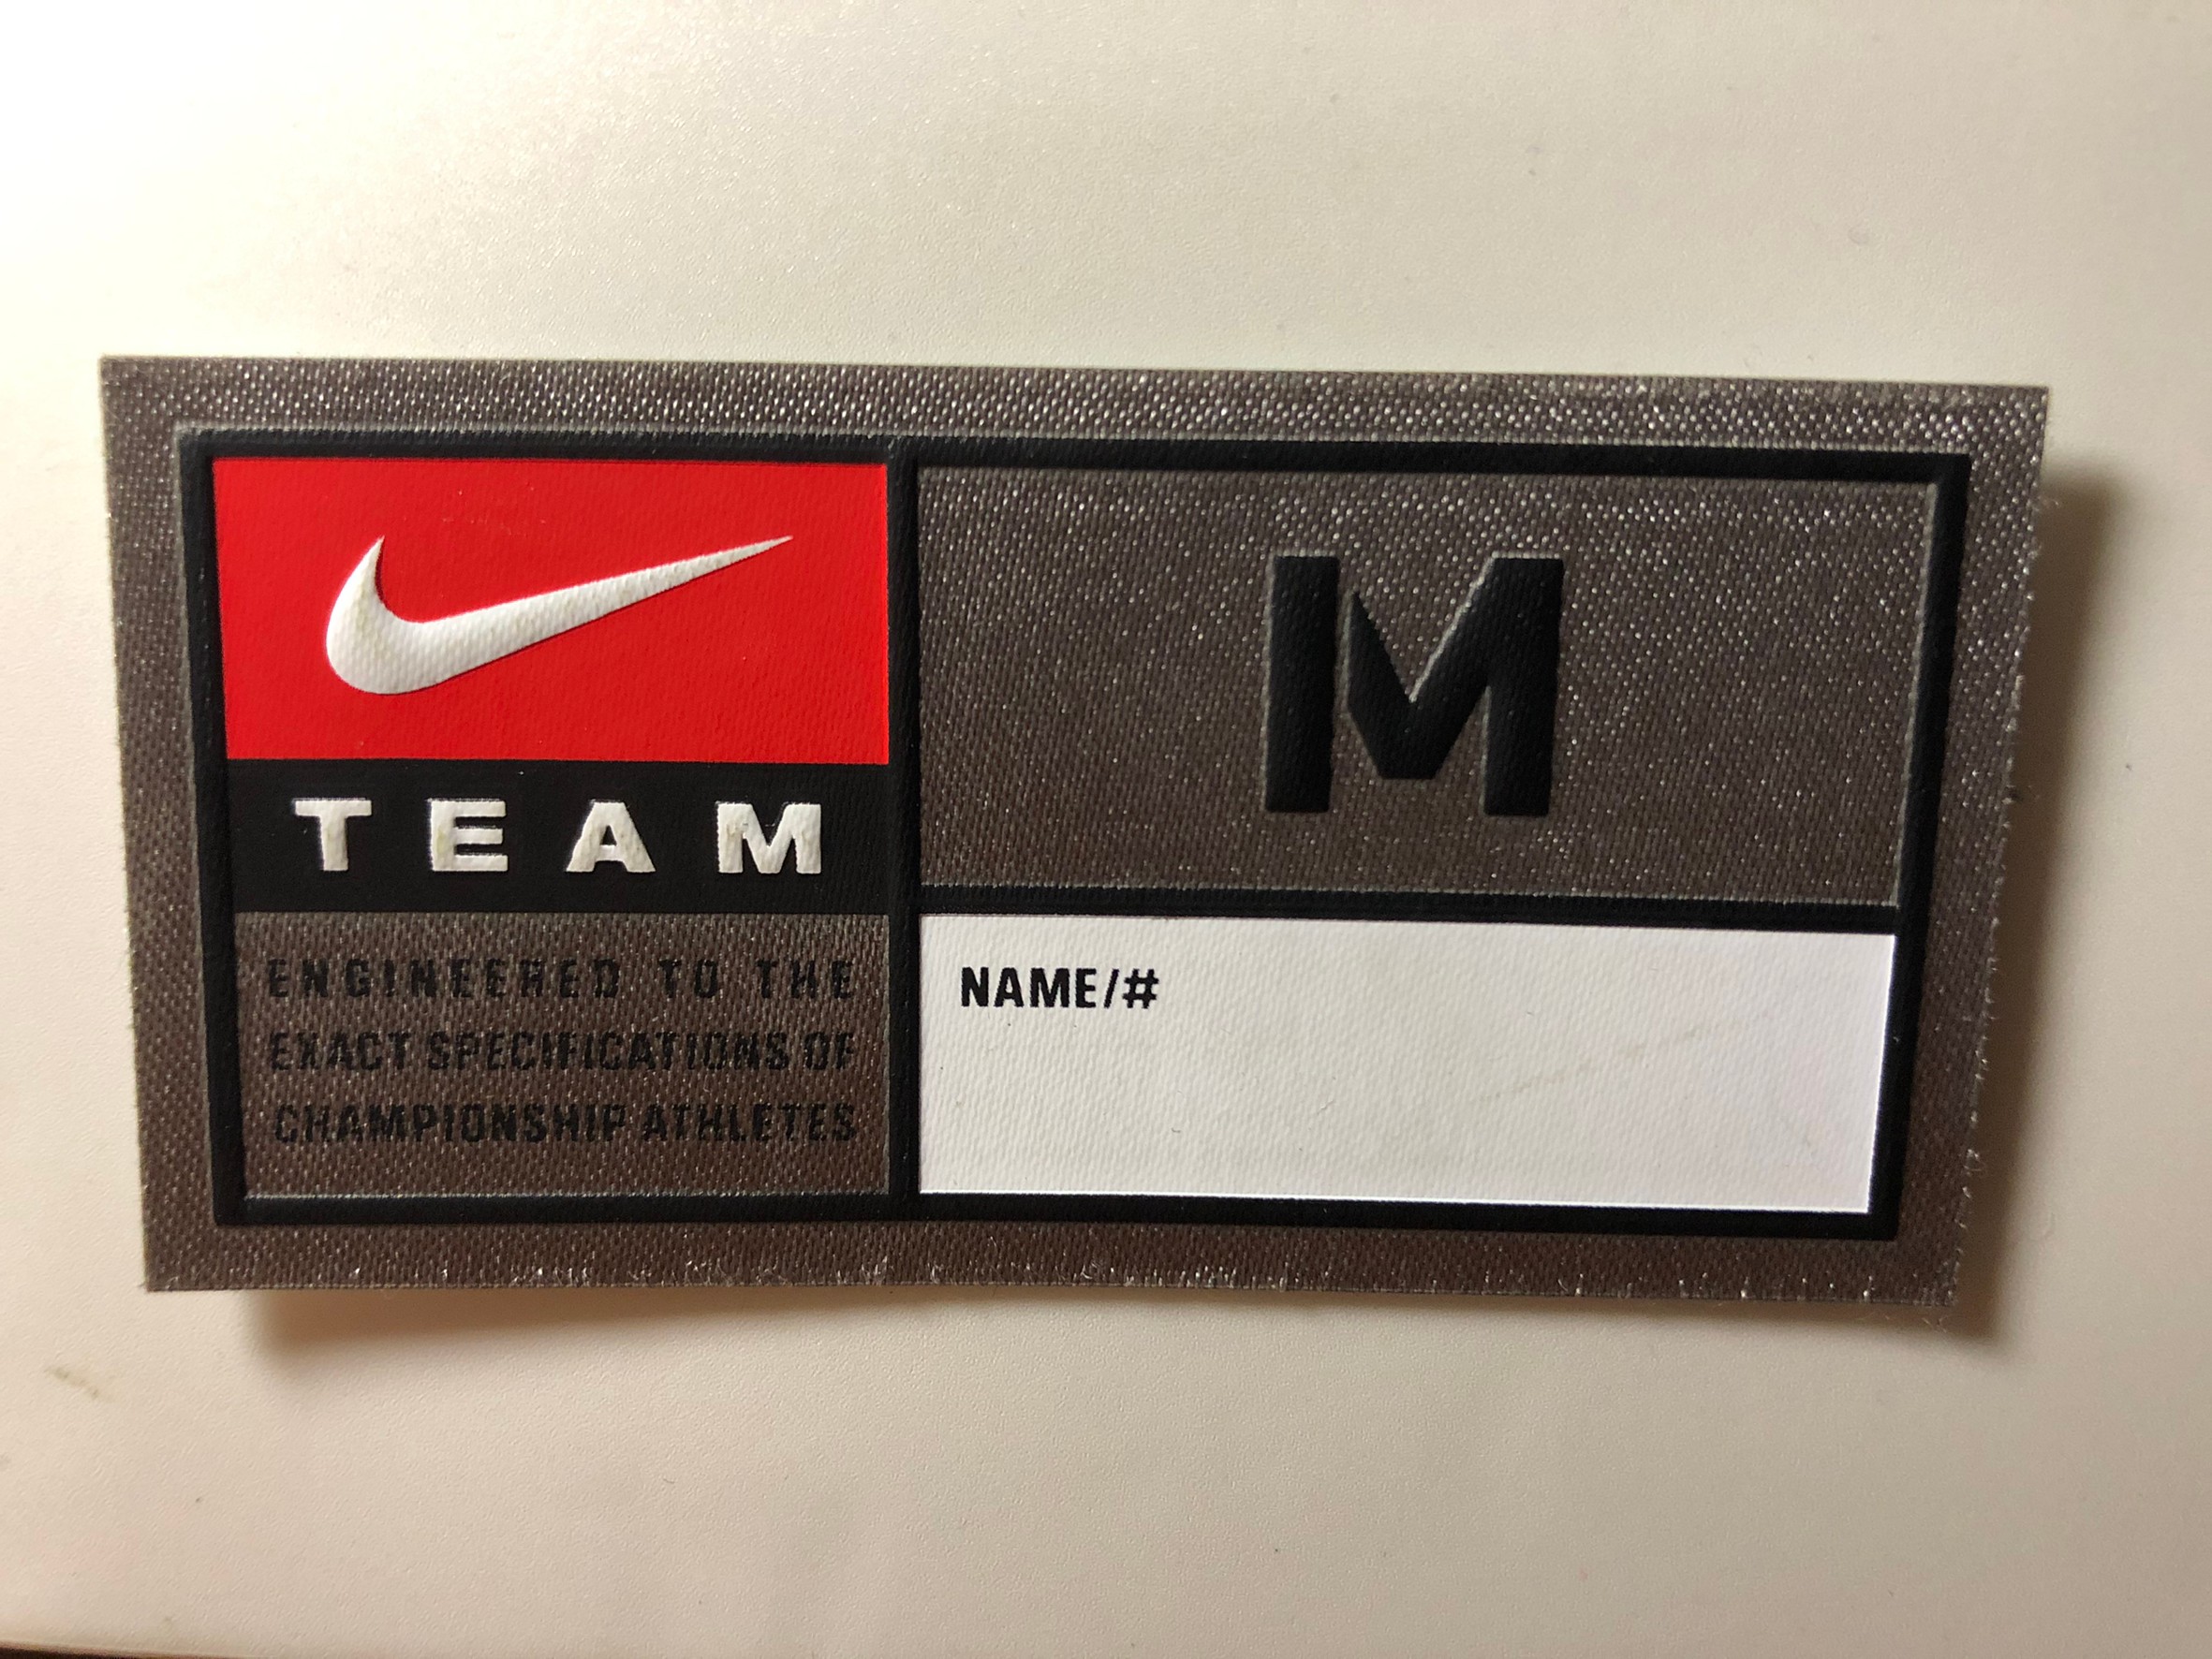 TEAM
ENGINEERED TO THE
EXACT SPECIFICATIONS OF
CHAMPIONSHIP ATHLETES
M
NAME/#